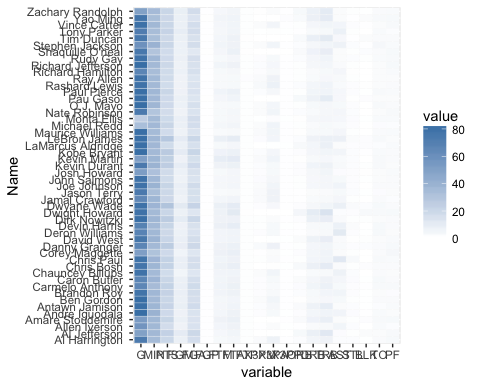 Zachary Randolph
Yao Ming
Vince Carter
Tony Parker
Tim Duncan
Stephen Jackson
Shaquille O'neal
Rudy Gay
Richard Jefferson
Richard Hamilton
Ray Allen
Rashard Lewis
Paul Pierce
Pau Gasol
O.J. Mayo
Nate Robinson
Monta Ellis
Michael Redd
Maurice Williams
LeBron James
LaMarcus Aldridge
Kobe Bryant
Kevin Martin
Kevin Durant
Josh Howard
John Salmons
Joe Johnson
Jason Terry
Jamal Crawford
Dwyane Wade
Dwight Howard
Dirk Nowitzki
Devin Harris
Deron Williams
David West
Danny Granger
Corey Maggette
Chris Paul
Chris Bosh
Chauncey Billups
Caron Butler
Carmelo Anthony
Brandon Roy
Ben Gordon
Antawn Jamison
Andre Iguodala
Amare Stoudemire
Allen Iverson
Al Jefferson
Al Harrington
Name
G MIN PTS
PF
variable
value
80
60
40
20
0